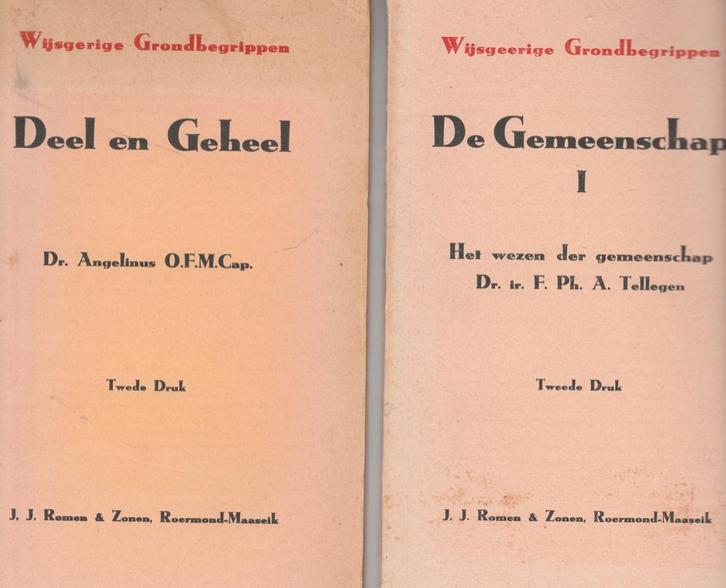 Wijsgerige Grondbegrippen
Deel en Geheel
Dr. Angelinus O.F.M.Cap.
Twede Druk
J. J. Romen & Zonen, Roermond-Maaseik
Wijsgeerige Grondbegrippen
De Gemeenschap
I
Het wezen der gemeenschap
Dr. ir. F. Ph. A. Tellegen
Tweede Druk
J. J. Romen & Zonen, Roermond-Maaseik